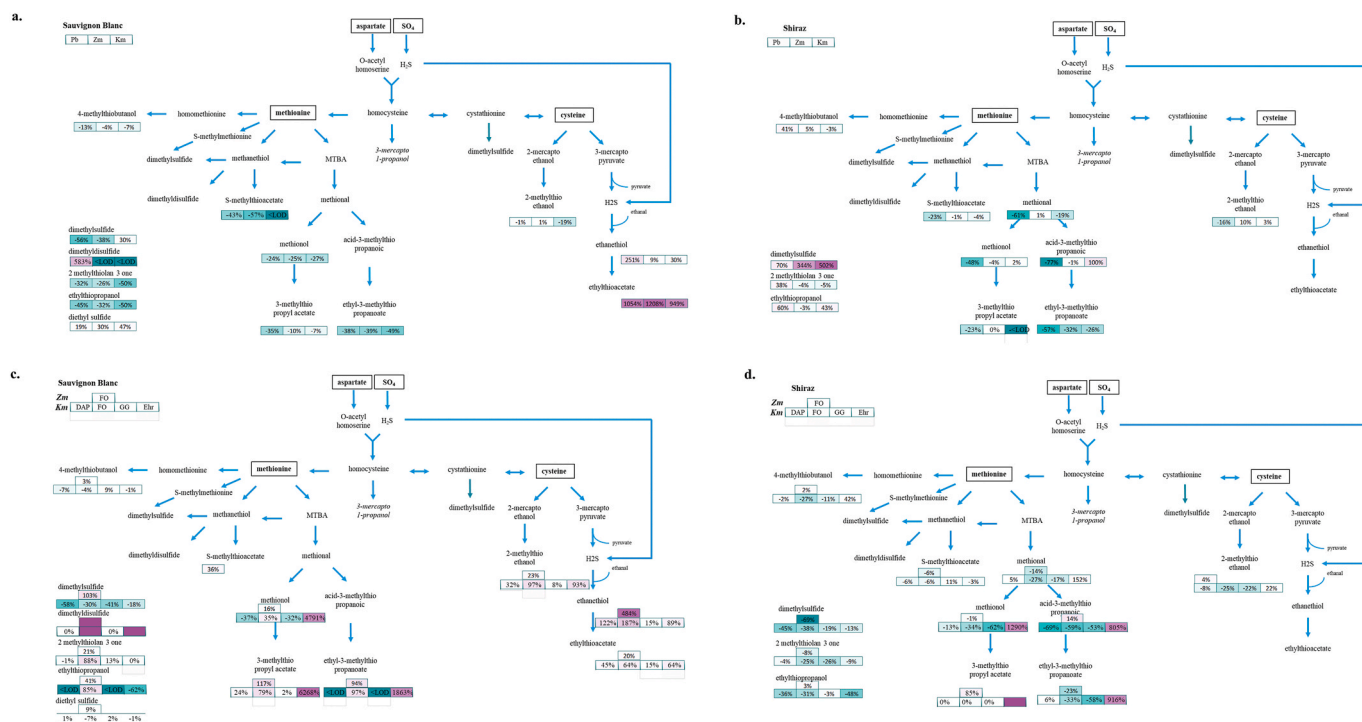 a.
Sauvignon Blanc
Pb Zm Km
aspartate SO₄
O-acetyl
homoserine
H₂S
4-methylthiobutanol homomethionine methionine homocysteine cystathionine cysteine
-13% -4% -7%
S-methylmethionine
dimethylsulfide methanethiol MTBA
3-mercapto
1-propanol
dimethylsulfide
2-mercapto
ethanol
3-mercapto
pyruvate
pyruvate
dimethyldisulfide
S-methylthioacetate
-43% -57% <LOD
methional
2-methylthio
ethanol
-1% 1% -19%
H2S
ethanal
methionol
-24% -25% -27%
acid-3-methylthio
propanoic
ethanethiol
251% 9% 30%
3-methylthio
propyl acetate
-35% -10% -7%
ethyl-3-methylthio
propanoate
-38% -39% -49%
ethylthioacetate
1054% 1208% 949%
dimethylsulfide
-56% -38% 30%
dimethyldisulfide
583% <LOD <LOD
2 methylthiolan 3 one
-32% -26% -50%
ethylthiopropanol
-45% -32% -50%
diethyl sulfide
19% 30% 47%
b.
Shiraz
Pb Zm Km
aspartate SO₄
O-acetyl
homoserine
H₂S
4-methylthiobutanol homomethionine methionine homocysteine cystathionine cysteine
41% 5% -3%
S-methylmethionine
dimethylsulfide methanethiol MTBA
3-mercapto
1-propanol
dimethylsulfide
2-mercapto
ethanol
3-mercapto
pyruvate
pyruvate
dimethyldisulfide
S-methylthioacetate
-23% -1% -4%
methional
-61% 1% -19%
2-methylthio
ethanol
-16% 10% 3%
H2S
ethanal
methionol
-48% -4% 2%
acid-3-methylthio
propanoic
-77% -1% 100%
ethanethiol
3-methylthio
propyl acetate
-23% 0% <LOD
ethyl-3-methylthio
propanoate
-57% -32% -26%
ethylthioacetate
dimethylsulfide
70% 344% 502%
2 methylthiolan 3 one
38% -4% -5%
ethylthiopropanol
60% -3% 43%
c.
Sauvignon Blanc
Zm FO
Km DAP FO GG Ehr
aspartate SO₄
O-acetyl
homoserine
H₂S
4-methylthiobutanol homomethionine methionine homocysteine cystathionine cysteine
3%
-7% -4% 9% -1%
S-methylmethionine
dimethylsulfide methanethiol MTBA
3-mercapto
1-propanol
dimethylsulfide
2-mercapto
ethanol
3-mercapto
pyruvate
pyruvate
dimethyldisulfide
S-methylthioacetate
36%
methional
2-methylthio
ethanol
23%
32% 97% 8% 93%
H2S
ethanal
methionol
16%
-37% 35% -32% 4791%
acid-3-methylthio
propanoic
ethanethiol
484%
122% 187% 15% 89%
3-methylthio
propyl acetate
117%
24% 79% 2% 6268%
ethyl-3-methylthio
propanoate
94%
<LOD 97% <LOD 1863%
ethylthioacetate
20%
45% 64% 15% 64%
dimethylsulfide
103%
-58% -30% -41% -18%
dimethyldisulfide
0% 0%
2 methylthiolan 3 one
21%
-1% 88% 13% 0%
ethylthiopropanol
41%
<LOD 85% <LOD -62%
diethyl sulfide
9%
1% -7% 2% -1%
d.
Shiraz
Zm FO
Km DAP FO GG Ehr
aspartate SO₄
O-acetyl
homoserine
H₂S
4-methylthiobutanol homomethionine methionine homocysteine cystathionine cysteine
2%
-2% -27% -11% 42%
S-methylmethionine
dimethylsulfide methanethiol MTBA
3-mercapto
1-propanol
dimethylsulfide
2-mercapto
ethanol
3-mercapto
pyruvate
pyruvate
dimethyldisulfide
S-methylthioacetate
-6%
-6% -6% 11% -3%
methional
-14%
5% -27% -17% 152%
2-methylthio
ethanol
4%
-8% -25% -22% 22%
H2S
ethanal
methionol
-1%
-13% -34% -62% 1290%
acid-3-methylthio
propanoic
14%
-69% -59% -53% 805%
ethanethiol
3-methylthio
propyl acetate
85%
0% 0% 0%
ethyl-3-methylthio
propanoate
-23%
6% -33% -58% 916%
ethylthioacetate
dimethylsulfide
-69%
-45% -38% -19% -13%
2 methylthiolan 3 one
-8%
-4% -25% -26% -9%
ethylthiopropanol
3%
-36% -31% -3% -48%